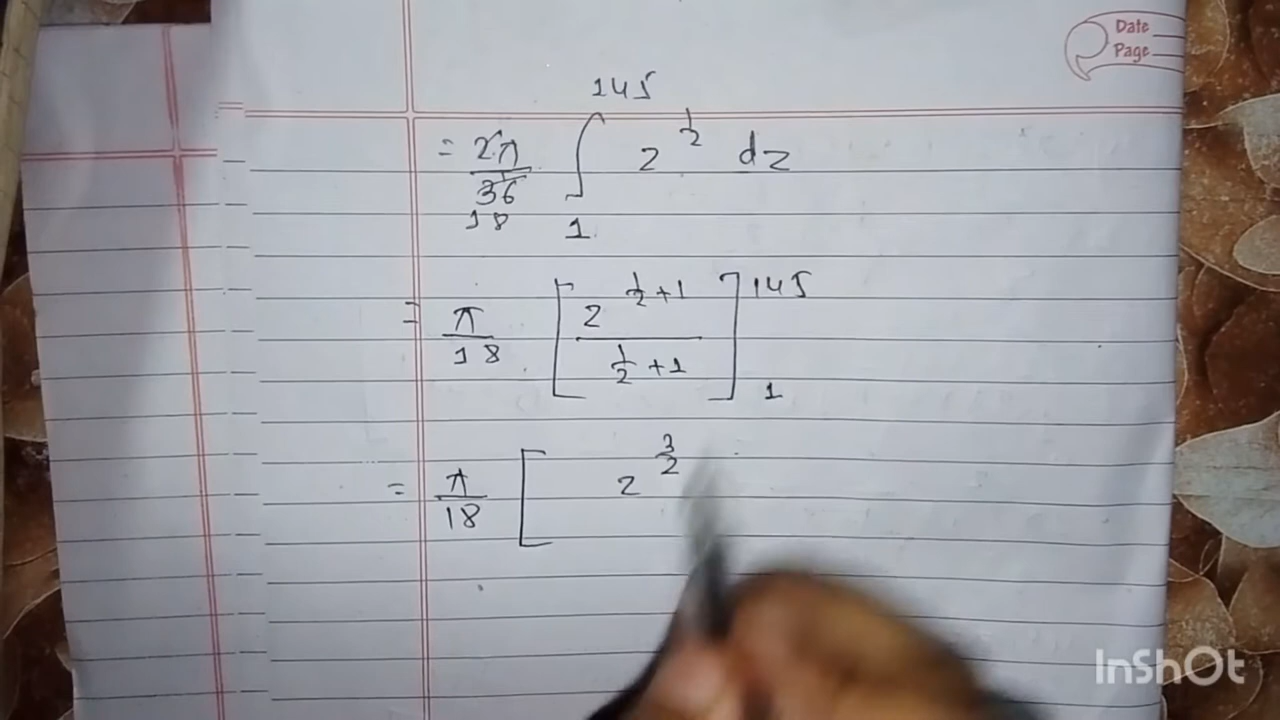 Date
Page
= 2π/36 ∫ z^1/2 dz
145
18
1
= π/18 [ z^(1/2+1) / (1/2+1) ] 145
1
= π/18 [ z^3/2
InShOt